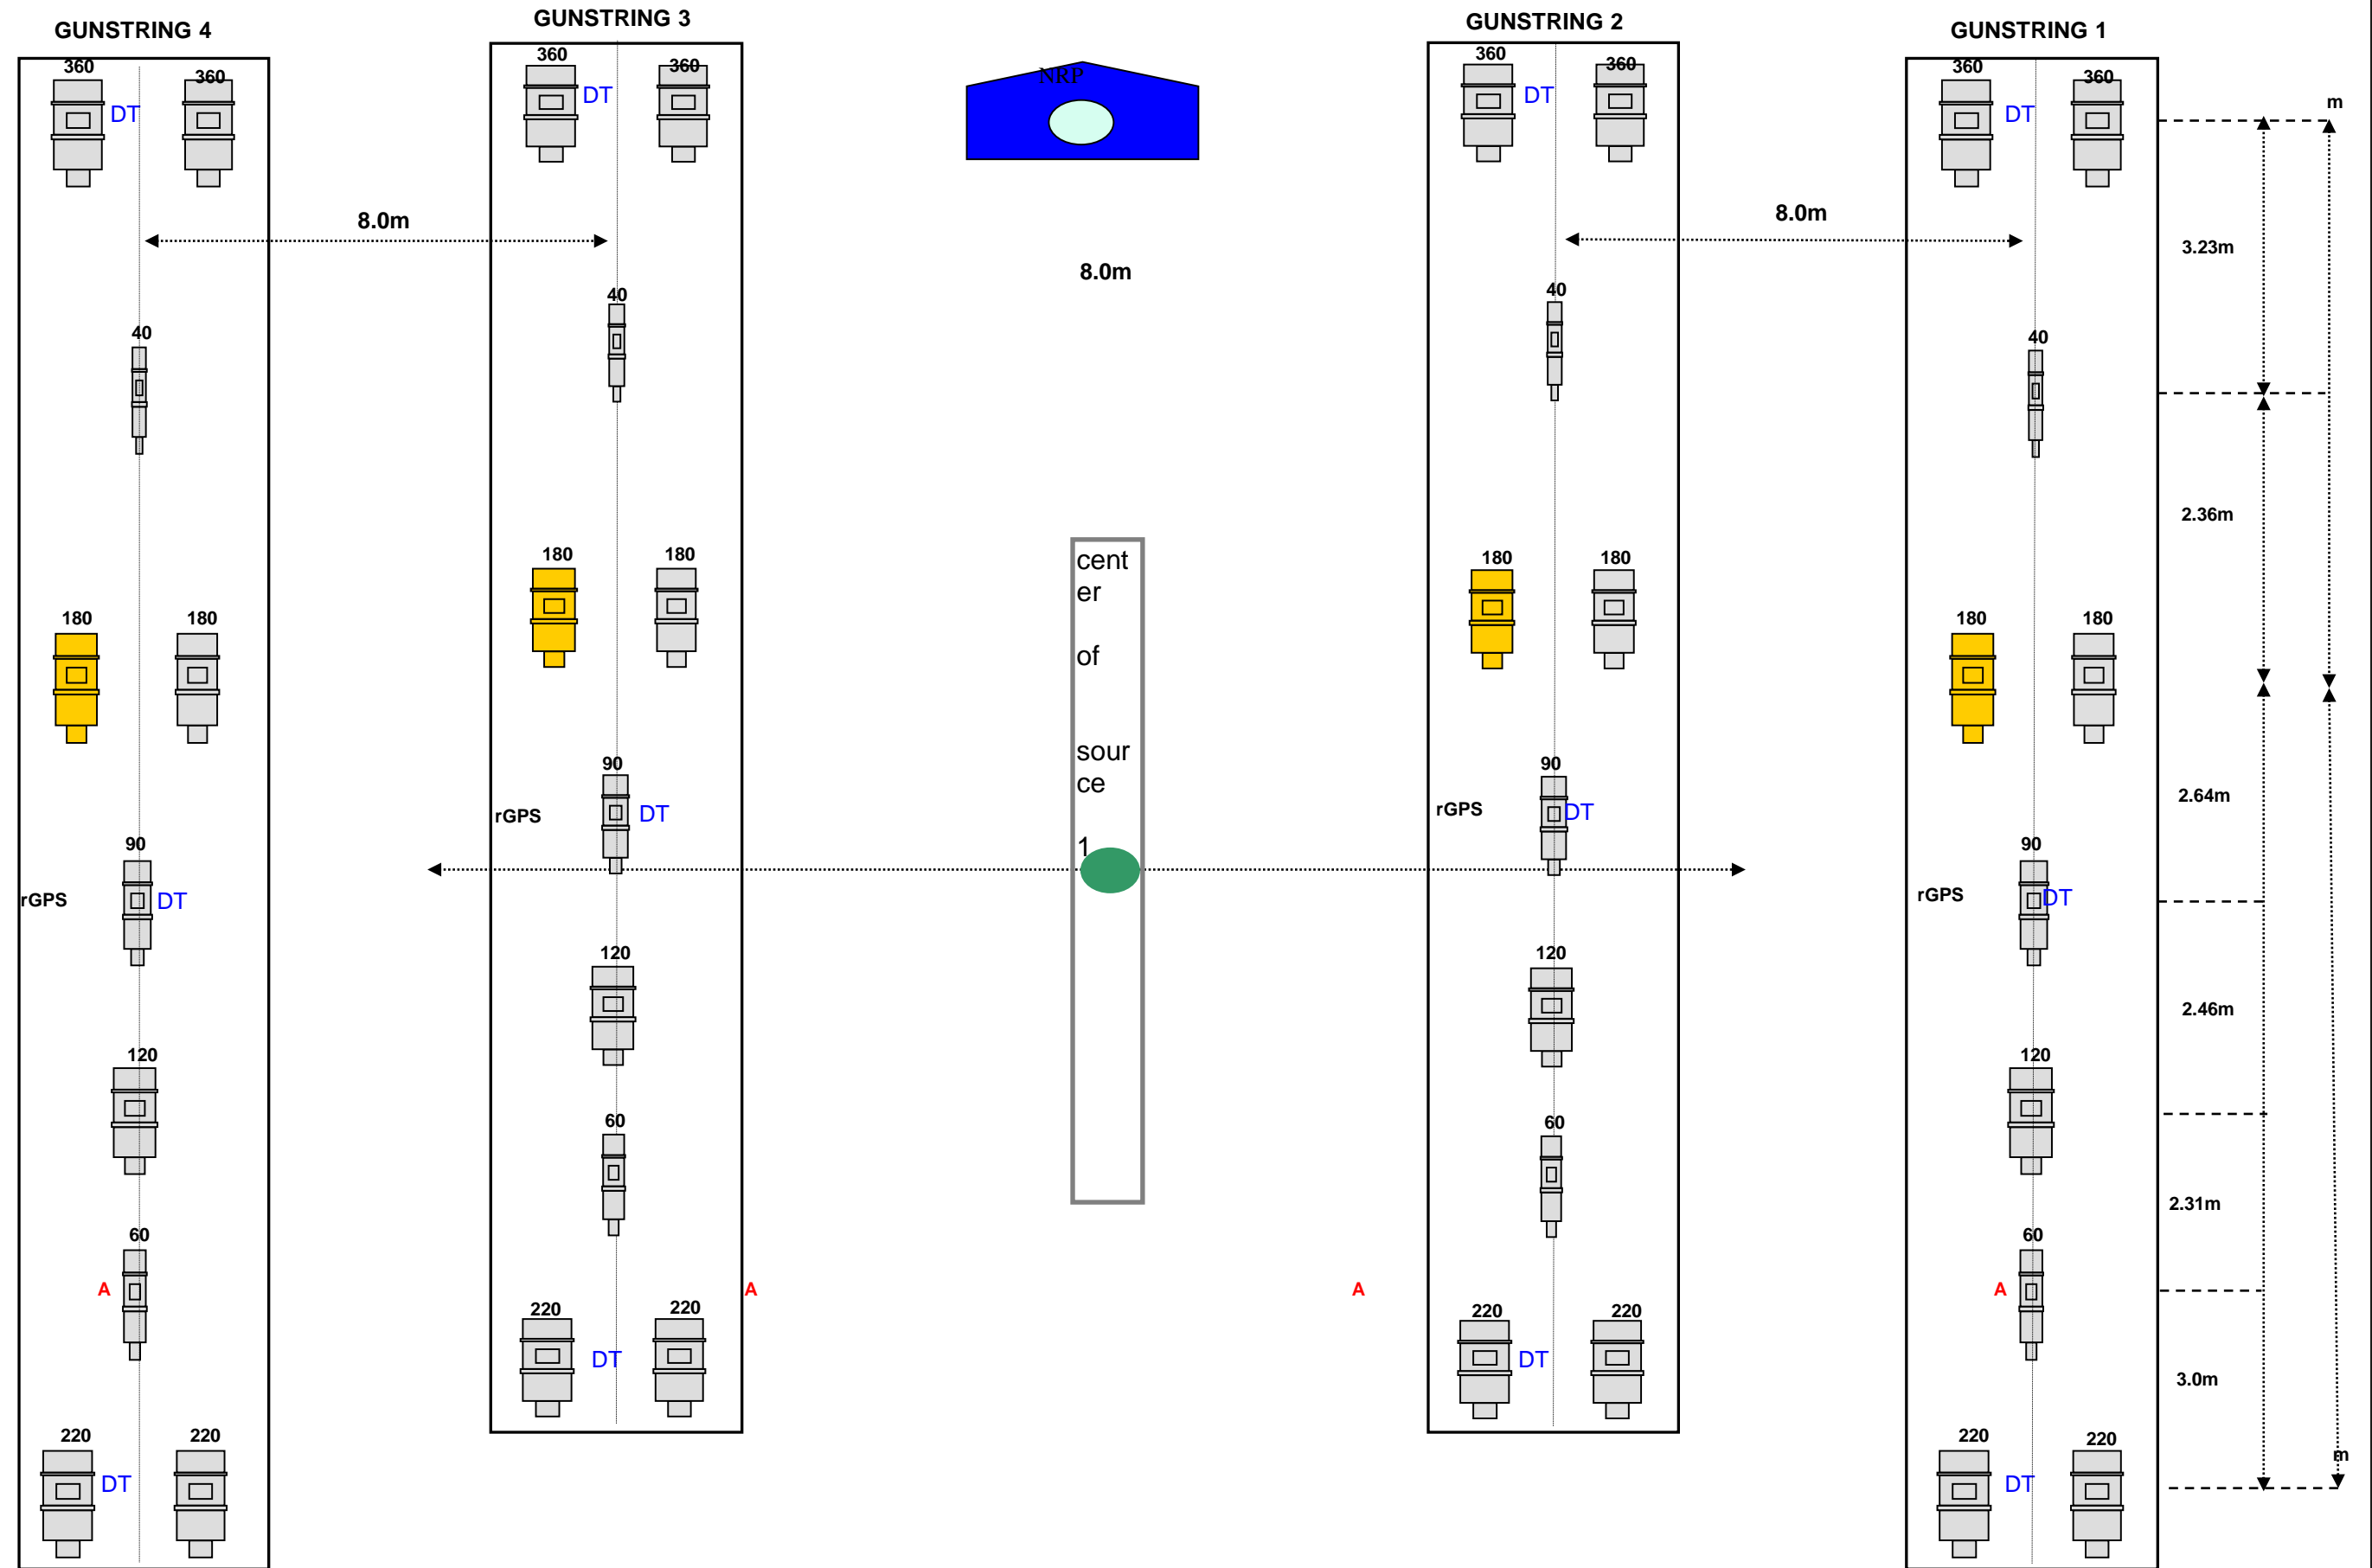 GUNSTRING 4
GUNSTRING 3
GUNSTRING 2
GUNSTRING 1
360
360
DT
360
360
DT
NRP
360
360
DT
360
360
DT
m
8.0m
8.0m
8.0m
3.23m
40
40
40
40
2.36m
180
180
180
180
180
180
180
180
cent
er
of
sour
ce
1
2.64m
90
rGPS
DT
90
rGPS
DT
90
rGPS
DT
90
rGPS
DT
2.46m
120
120
120
120
2.31m
60
60
60
60
A
A
A
A
3.0m
220
220
DT
220
220
DT
220
220
DT
220
220
DT
m